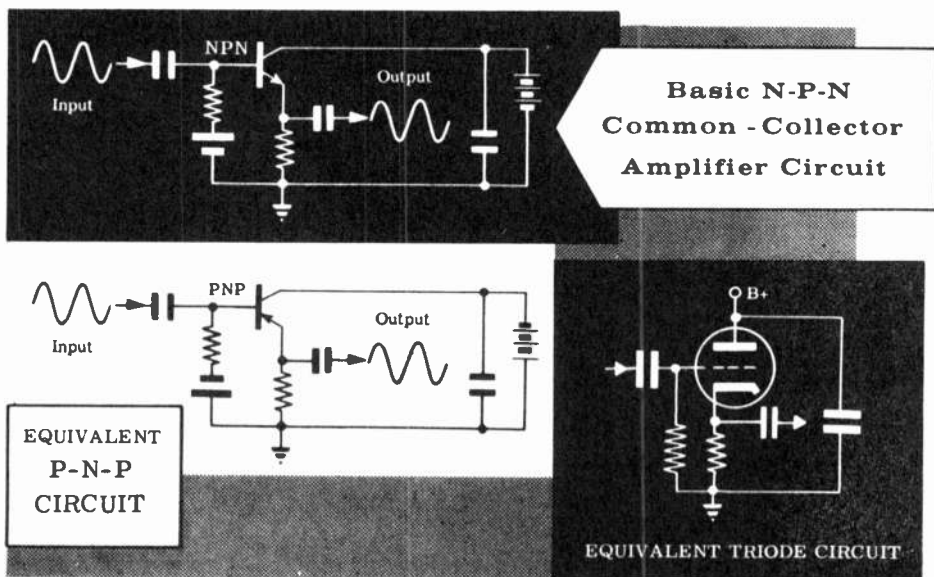 NPN
Input
Output
Basic N-P-N
Common - Collector
Amplifier Circuit
PNP
Input
Output
B+
EQUIVALENT
P-N-P
CIRCUIT
EQUIVALENT TRIODE CIRCUIT